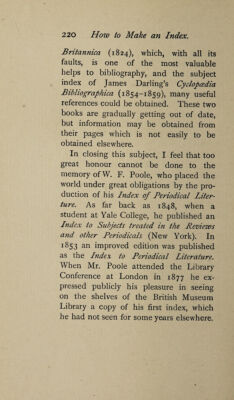 220 How to Make an Index.
Britannica (1824), which, with all its
faults, is one of the most valuable
helps to bibliography, and the subject
index of James Darling's Cyclopædia
Bibliographica (1854-1859), many useful
references could be obtained. These two
books are gradually getting out of date,
but information may be obtained from
their pages which is not easily to be
obtained elsewhere.
In closing this subject, I feel that too
great honour cannot be done to the
memory of W. F. Poole, who placed the
world under great obligations by the pro-
duction of his Index of Periodical Liter-
ture. As far back as 1848, when a
student at Yale College, he published an
Index to Subjects treated in the Reviews
and other Periodicals (New York). In
1853 an improved edition was published
as the Index to Periodical Literature.
When Mr. Poole attended the Library
Conference at London in 1877 he ex-
pressed publicly his pleasure in seeing
on the shelves of the British Museum
Library a copy of his first index, which
he had not seen for some years elsewhere.